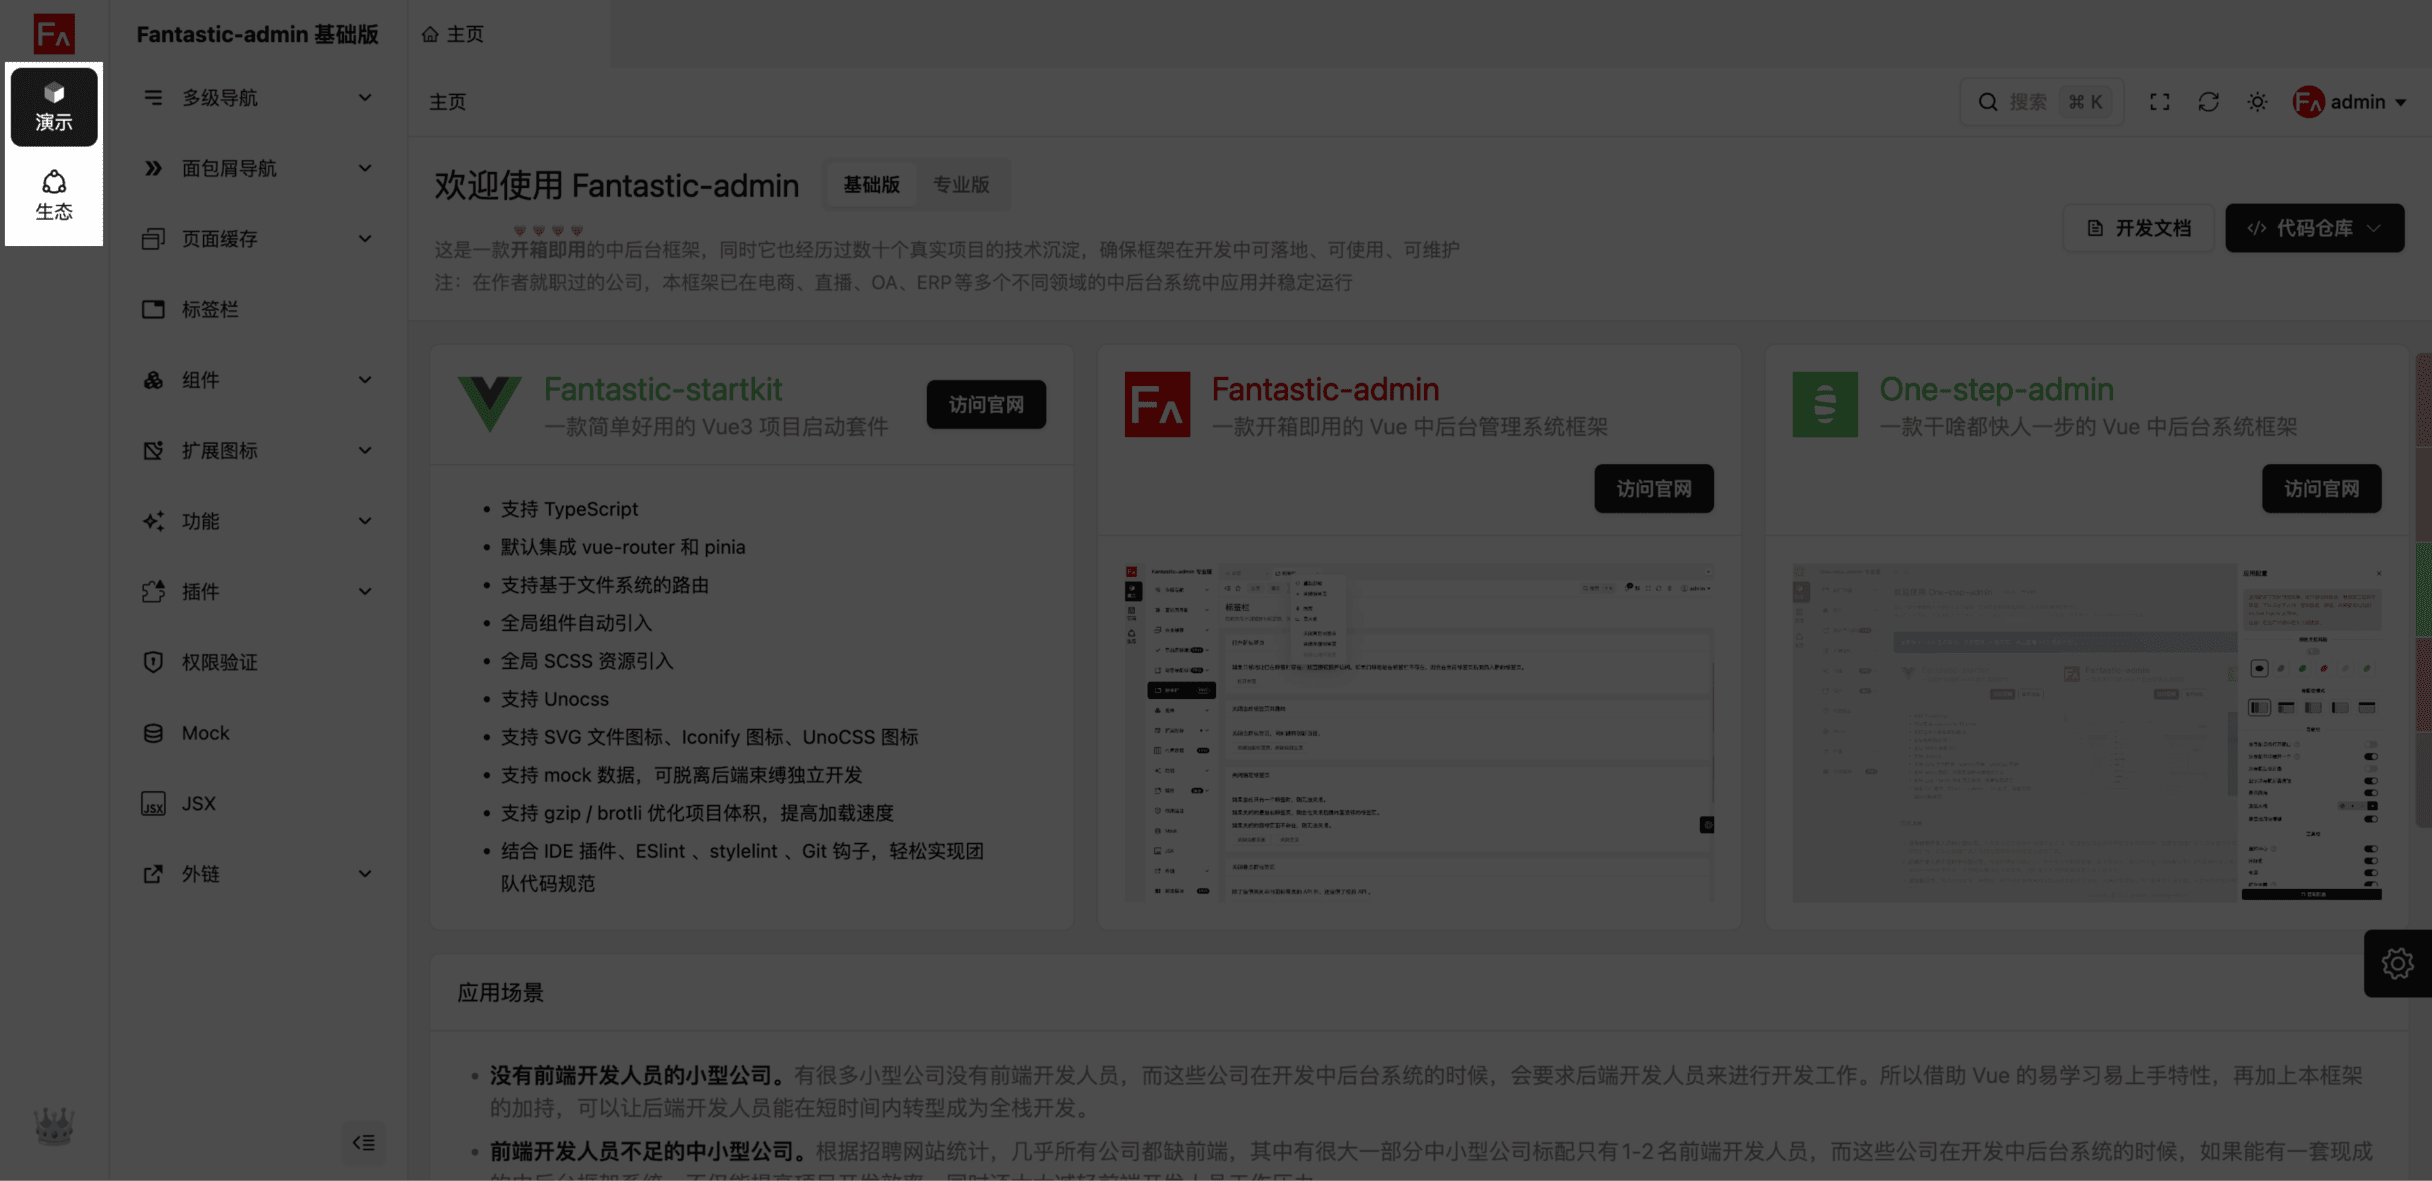 Fantastic-admin 基础版
主页
演示
生态
多级导航
面包屑导航
页面缓存
标签栏
组件
扩展图标
功能
插件
权限验证
Mock
JSX
外链
主页
搜索 ⌘ K
admin
欢迎使用 Fantastic-admin
基础版
专业版
这是一款开箱即用的中后台框架，同时它也经历过数十个真实项目的技术沉淀，确保框架在开发中可落地、可使用、可维护
注：在作者就职过的公司，本框架已在电商、直播、OA、ERP 等多个不同领域的中后台系统中应用并稳定运行
开发文档
代码仓库
Fantastic-startkit
一款简单好用的 Vue3 项目启动套件
访问官网
支持 TypeScript
默认集成 vue-router 和 pinia
支持基于文件系统的路由
全局组件自动引入
全局 SCSS 资源引入
支持 Unocss
支持 SVG 文件图标、Iconify 图标、UnoCSS 图标
支持 mock 数据，可脱离后端束缚独立开发
支持 gzip / brotli 优化项目体积，提高加载速度
结合 IDE 插件、ESlint 、stylelint 、Git 钩子，轻松实现团
队代码规范
Fantastic-admin
一款开箱即用的 Vue 中后台管理系统框架
访问官网
One-step-admin
一款干啥都快人一步的 Vue 中后台系统框架
访问官网
应用场景
没有前端开发人员的小型公司。有很多小型公司没有前端开发人员，而这些公司在开发中后台系统的时候，会要求后端开发人员来进行开发工作。所以借助 Vue 的易学习易上手特性，再加上本框架
的加持，可以让后端开发人员能在短时间内转型成为全栈开发。
前端开发人员不足的中小型公司。根据招聘网站统计，几乎所有公司都缺前端，其中有很大一部分中小型公司标配只有 1-2 名前端开发人员，而这些公司在开发中后台系统的时候，如果能有一套现成